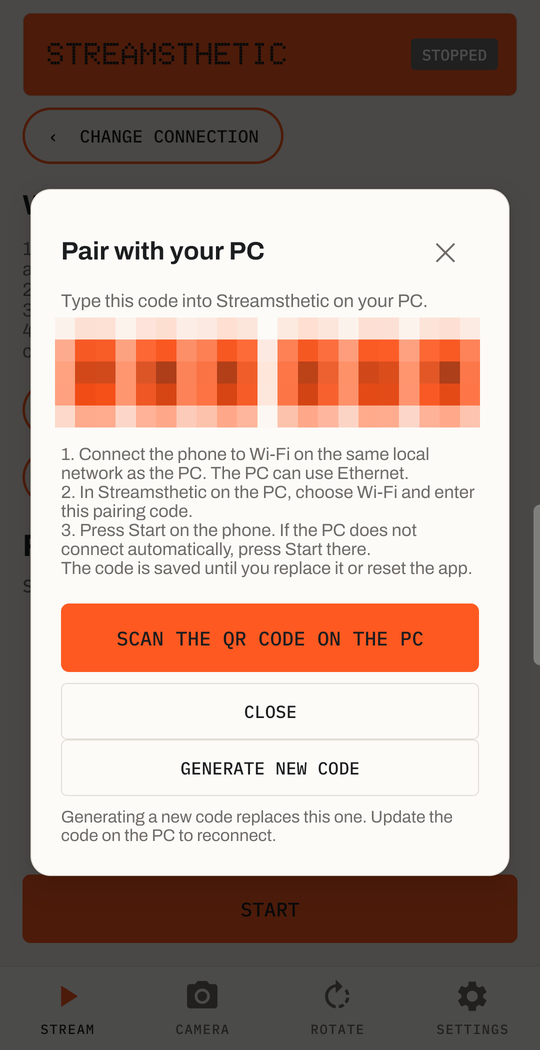 STREAMSTHETIC
STOPPED
‹ CHANGE CONNECTION
Pair with your PC
Type this code into Streamsthetic on your PC.
1. Connect the phone to Wi-Fi on the same local
network as the PC. The PC can use Ethernet.
2. In Streamsthetic on the PC, choose Wi-Fi and enter
this pairing code.
3. Press Start on the phone. If the PC does not
connect automatically, press Start there.
The code is saved until you replace it or reset the app.
SCAN THE QR CODE ON THE PC
CLOSE
GENERATE NEW CODE
Generating a new code replaces this one. Update the
code on the PC to reconnect.
START
STREAM
CAMERA
ROTATE
SETTINGS